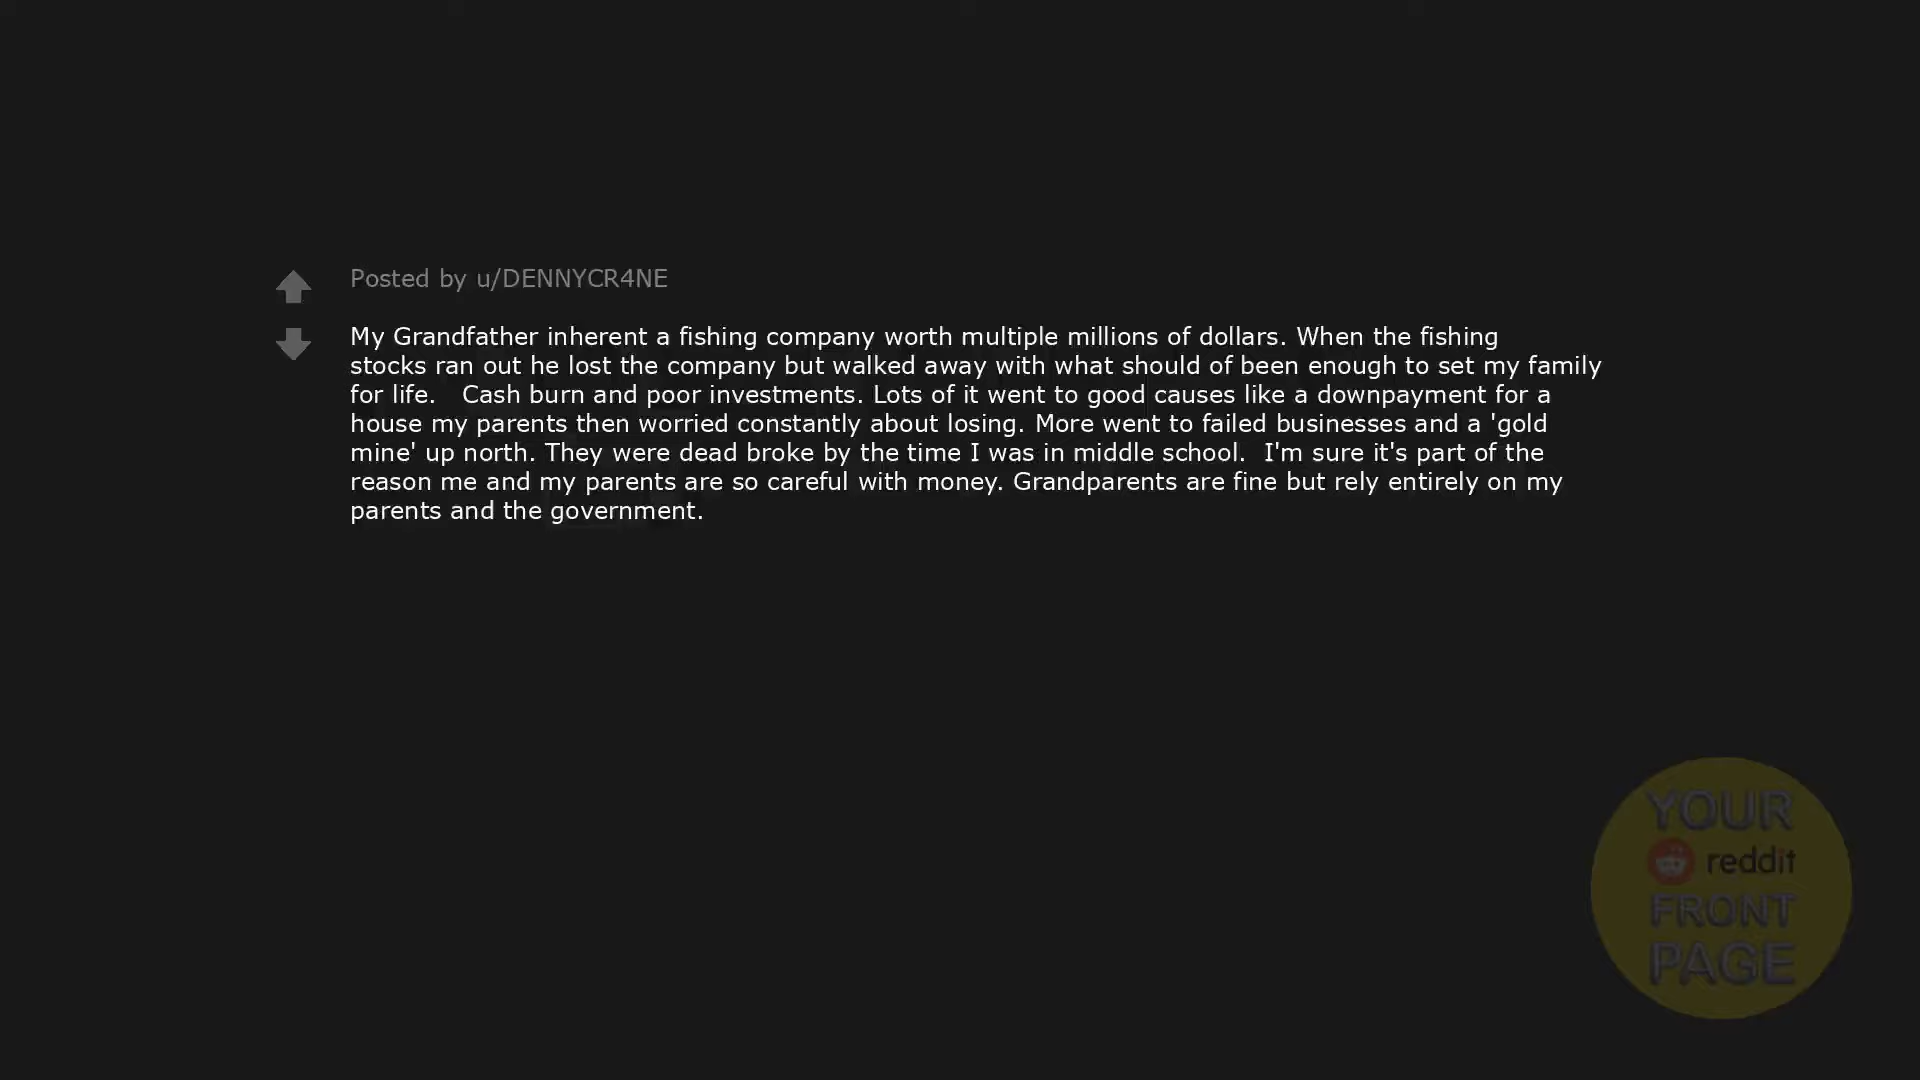 Posted by u/DENNYCR4NE
My Grandfather inherent a fishing company worth multiple millions of dollars. When the fishing
stocks ran out he lost the company but walked away with what should of been enough to set my family
for life.   Cash burn and poor investments. Lots of it went to good causes like a downpayment for a
house my parents then worried constantly about losing. More went to failed businesses and a 'gold
mine' up north. They were dead broke by the time I was in middle school.  I'm sure it's part of the
reason me and my parents are so careful with money. Grandparents are fine but rely entirely on my
parents and the government.
YOUR
reddit
FRONT
PAGE